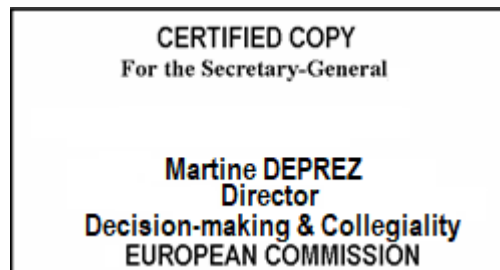 CERTIFIED COPY
For the Secretary-General
Martine DEPREZ
Director
Decision-making & Collegiality
EUROPEAN COMMISSION